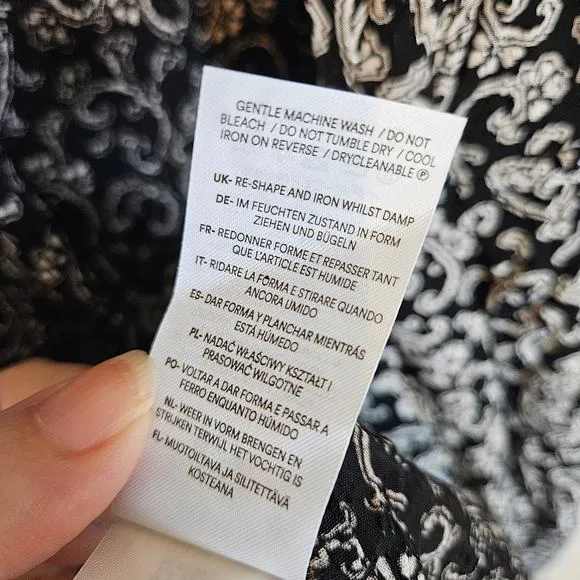 GENTLE MACHINE WASH / DO NOT
BLEACH / DO NOT TUMBLE DRY / COOL
IRON ON REVERSE / DRYCLEANABLE Ⓟ
UK- RE-SHAPE AND IRON WHILST DAMP
DE- IM FEUCHTEN ZUSTAND IN FORM
ZIEHEN UND BÜGELN
FR- REDONNER FORME ET REPASSER TANT
QUE L'ARTICLE EST HUMIDE
IT- RIDARE LA FORMA E STIRARE QUANDO
ANCORA UMIDO
ES- DAR FORMA Y PLANCHAR MIENTRÁS
ESTÁ HÚMEDO
PL- NADAĆ WŁAŚCIWY KSZTAŁT I
PRASOWAĆ WILGOTNE
PO- VOLTAR A DAR FORMA E PASSAR A
FERRO ENQUANTO HÚMIDO
NL- WEER IN VORM BRENGEN EN
STRIJKEN TERWIJL HET VOCHTIG IS
FL- MUOTOILTAVA JA SILITETTÄVÄ
KOSTEANA